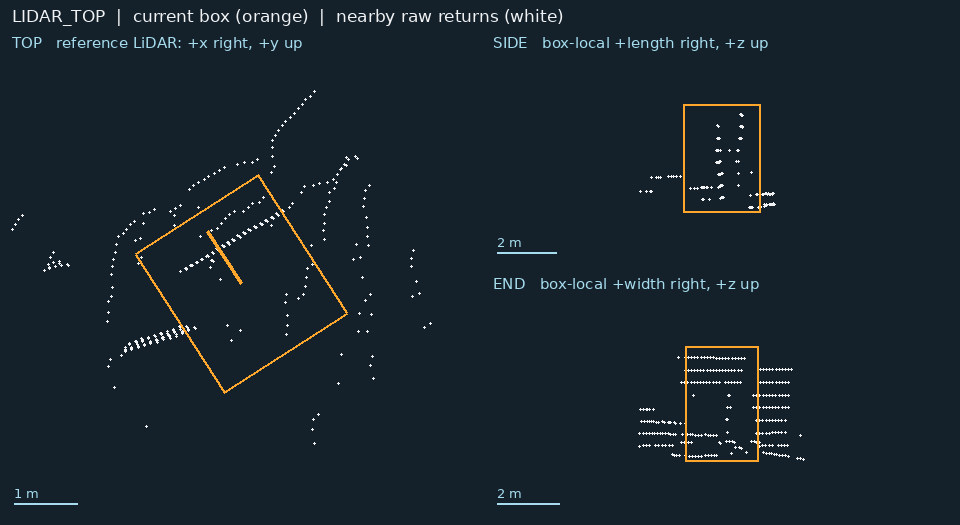 LIDAR_TOP | current box (orange) | nearby raw returns (white)
TOP reference LiDAR: +x right, +y up
SIDE box-local +length right, +z up
2 m
END box-local +width right, +z up
1 m
2 m